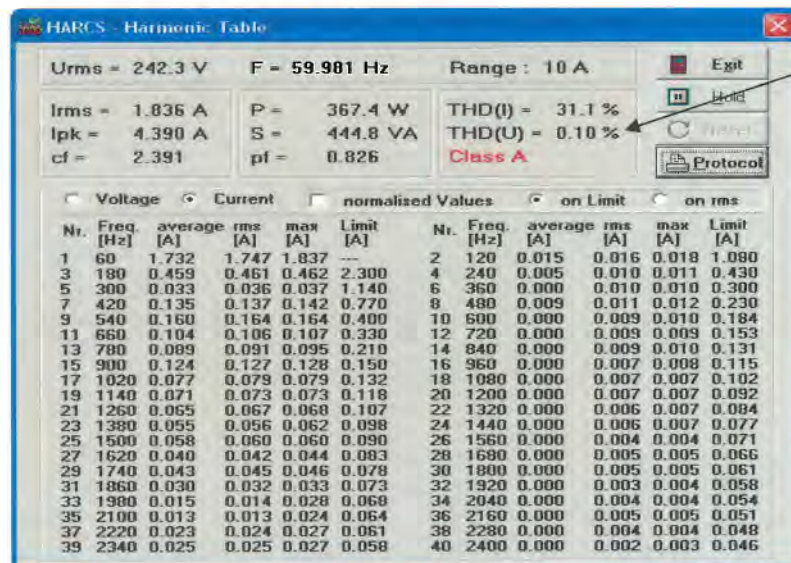 HARCS - Harmonic Table
Urms = 242.3 V F = 59.981 Hz Range : 10 A Exit
Irms = 1.836 A P = 367.4 W THD(I) = 31.1 % Hold
Ipk = 4.390 A S = 444.8 VA THD(U) = 0.10 %
cf = 2.391 pf = 0.826 Class A Protocol
Voltage Current normalised Values on Limit on rms
Nr. Freq. [Hz] average [A] rms [A] max [A] Limit [A] Nr. Freq. [Hz] average [A] rms [A] max [A] Limit [A]
1 60 1.732 1.747 1.837 --- 2 120 0.015 0.016 0.018 1.080
3 180 0.459 0.461 0.462 2.300 4 240 0.005 0.010 0.011 0.430
5 300 0.033 0.036 0.037 1.140 6 360 0.000 0.010 0.010 0.300
7 420 0.135 0.137 0.142 0.770 8 480 0.009 0.011 0.012 0.230
9 540 0.160 0.164 0.164 0.400 10 600 0.000 0.009 0.010 0.184
11 660 0.104 0.106 0.107 0.330 12 720 0.000 0.009 0.009 0.153
13 780 0.089 0.091 0.095 0.210 14 840 0.000 0.009 0.010 0.131
15 900 0.124 0.127 0.128 0.150 16 960 0.000 0.007 0.008 0.115
17 1020 0.077 0.079 0.079 0.132 18 1080 0.000 0.007 0.007 0.102
19 1140 0.071 0.073 0.073 0.118 20 1200 0.000 0.007 0.007 0.092
21 1260 0.065 0.067 0.068 0.107 22 1320 0.000 0.006 0.007 0.084
23 1380 0.055 0.056 0.062 0.098 24 1440 0.000 0.006 0.007 0.077
25 1500 0.058 0.060 0.060 0.090 26 1560 0.000 0.004 0.004 0.071
27 1620 0.040 0.042 0.044 0.083 28 1680 0.000 0.005 0.005 0.066
29 1740 0.043 0.045 0.046 0.078 30 1800 0.000 0.005 0.005 0.061
31 1860 0.030 0.032 0.033 0.073 32 1920 0.000 0.003 0.004 0.058
33 1980 0.015 0.014 0.028 0.068 34 2040 0.000 0.004 0.004 0.054
35 2100 0.013 0.013 0.024 0.064 36 2160 0.000 0.005 0.005 0.051
37 2220 0.023 0.024 0.027 0.061 38 2280 0.000 0.004 0.004 0.048
39 2340 0.025 0.025 0.027 0.058 40 2400 0.000 0.002 0.003 0.046